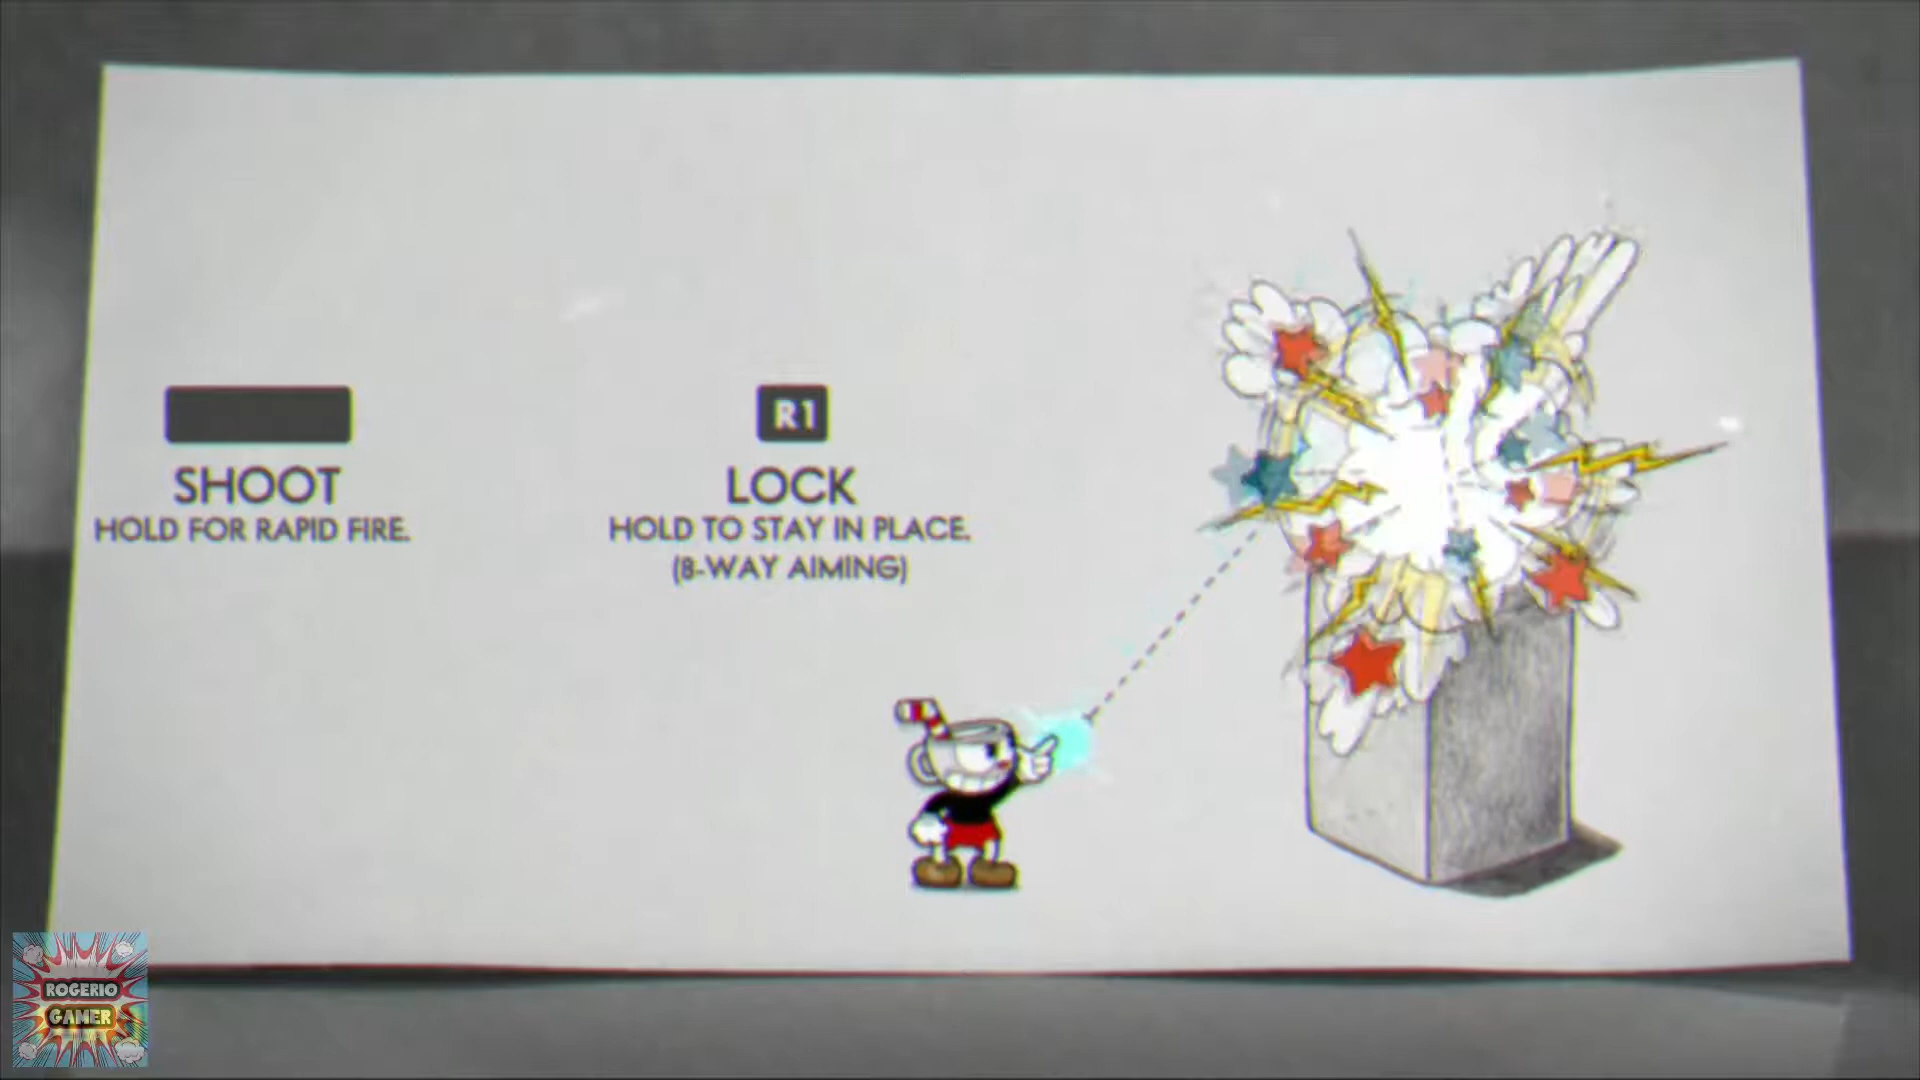 R1
SHOOT
LOCK
HOLD FOR RAPID FIRE.
HOLD TO STAY IN PLACE.
(8-WAY AIMING)
ROGERIO
GAMER